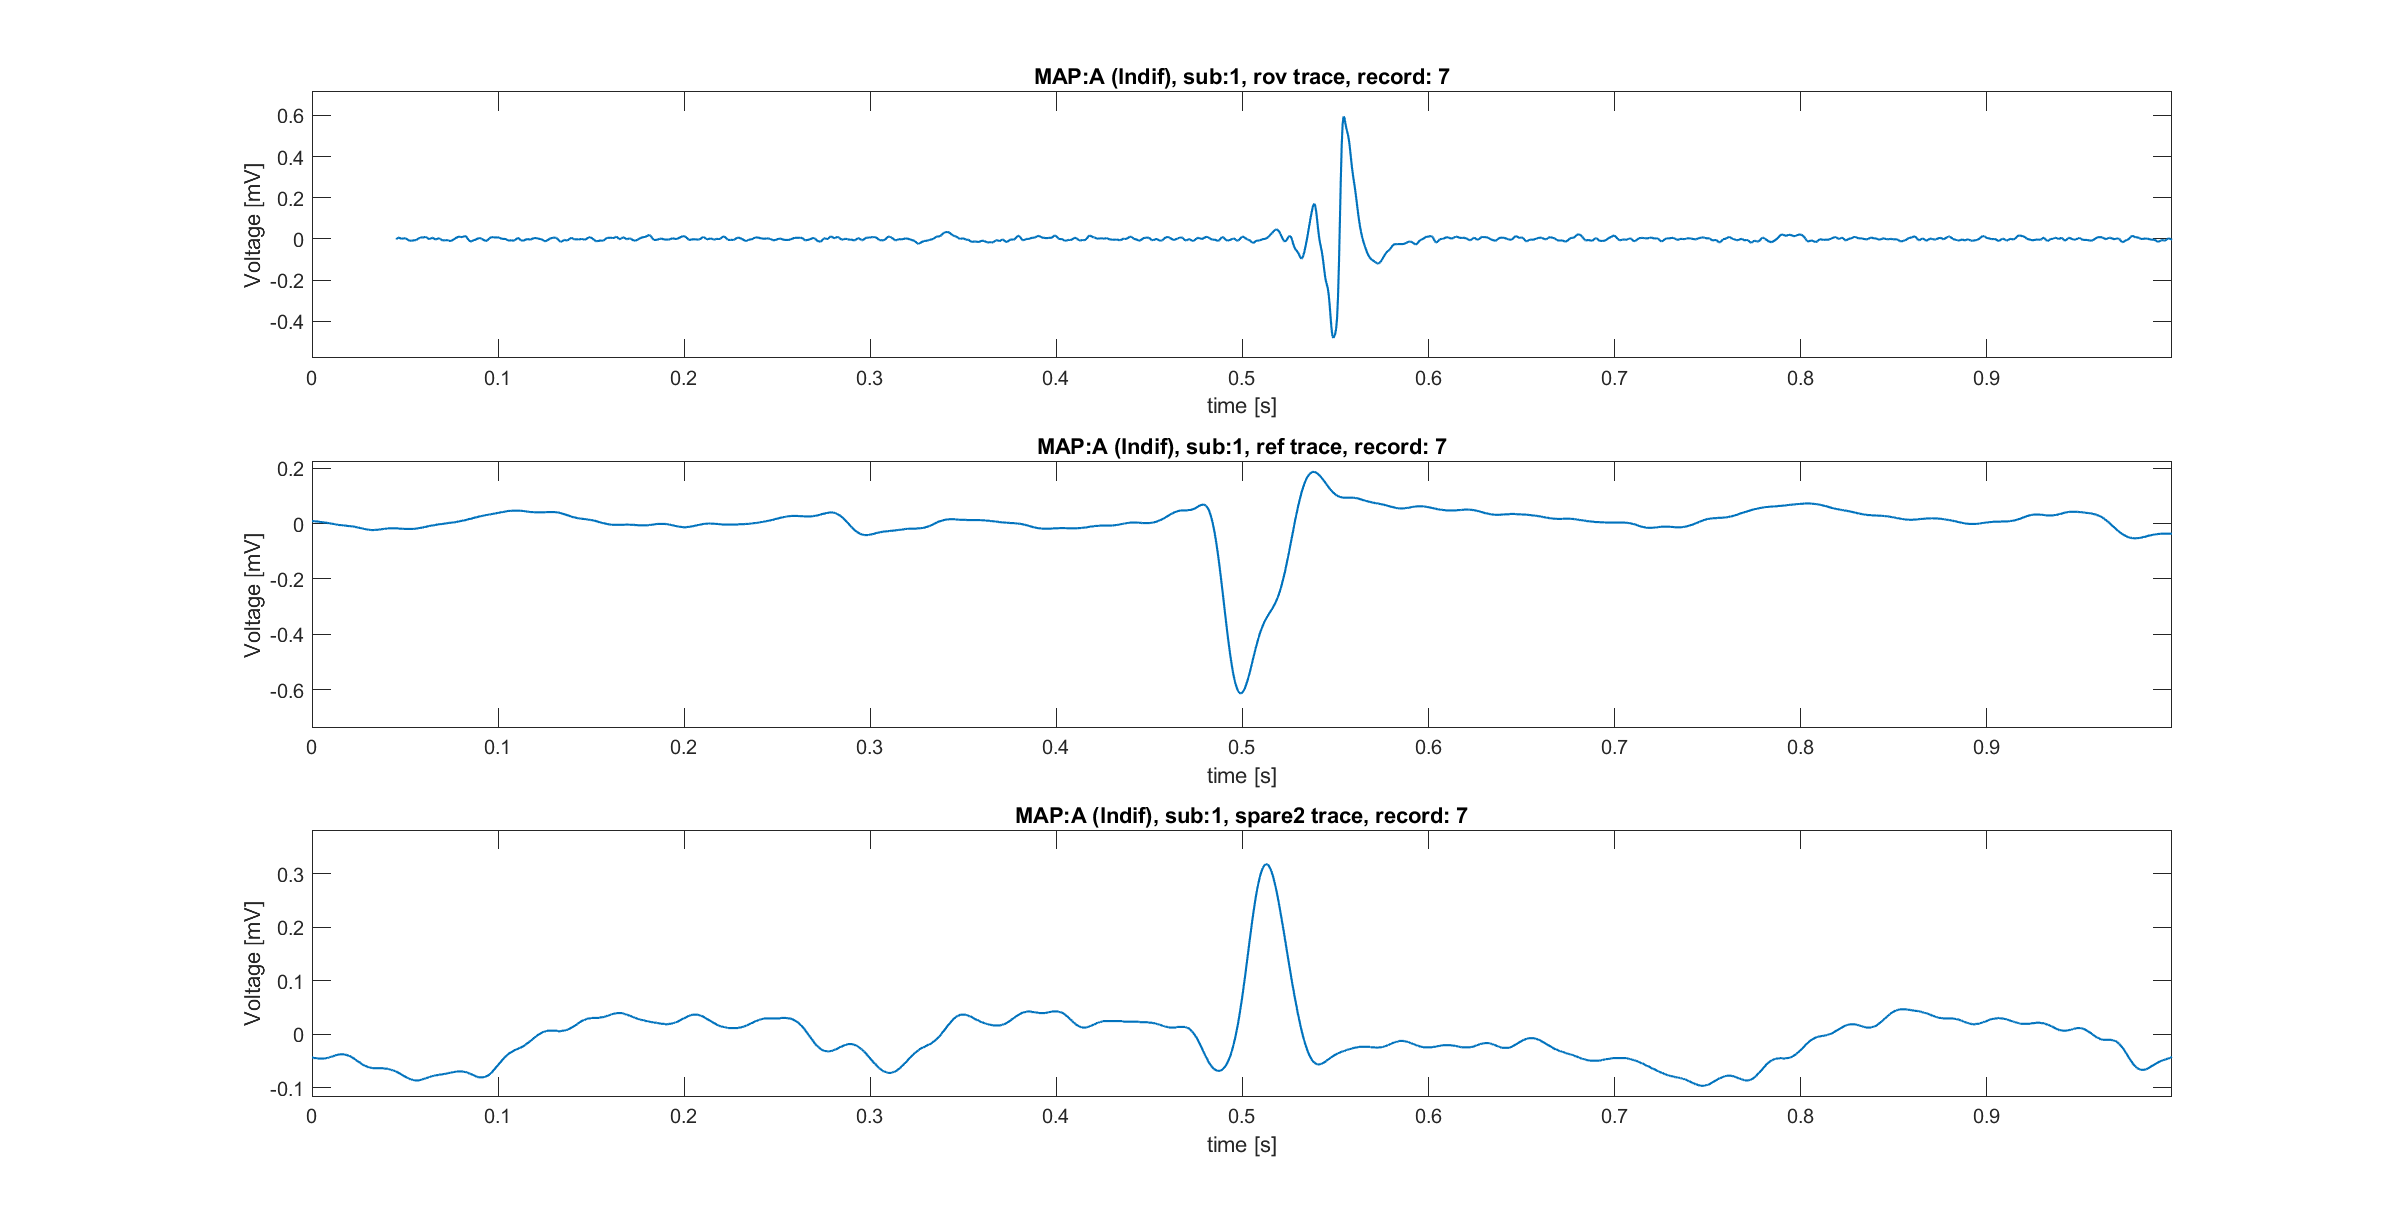 MAP:A (Indif), sub:1, rov trace, record: 7
Voltage [mV]
0.6
0.4
0.2
0
-0.2
-0.4
0 0.1 0.2 0.3 0.4 0.5 0.6 0.7 0.8 0.9
time [s]
MAP:A (Indif), sub:1, ref trace, record: 7
Voltage [mV]
0.2
0
-0.2
-0.4
-0.6
0 0.1 0.2 0.3 0.4 0.5 0.6 0.7 0.8 0.9
time [s]
MAP:A (Indif), sub:1, spare2 trace, record: 7
Voltage [mV]
0.3
0.2
0.1
0
-0.1
0 0.1 0.2 0.3 0.4 0.5 0.6 0.7 0.8 0.9
time [s]